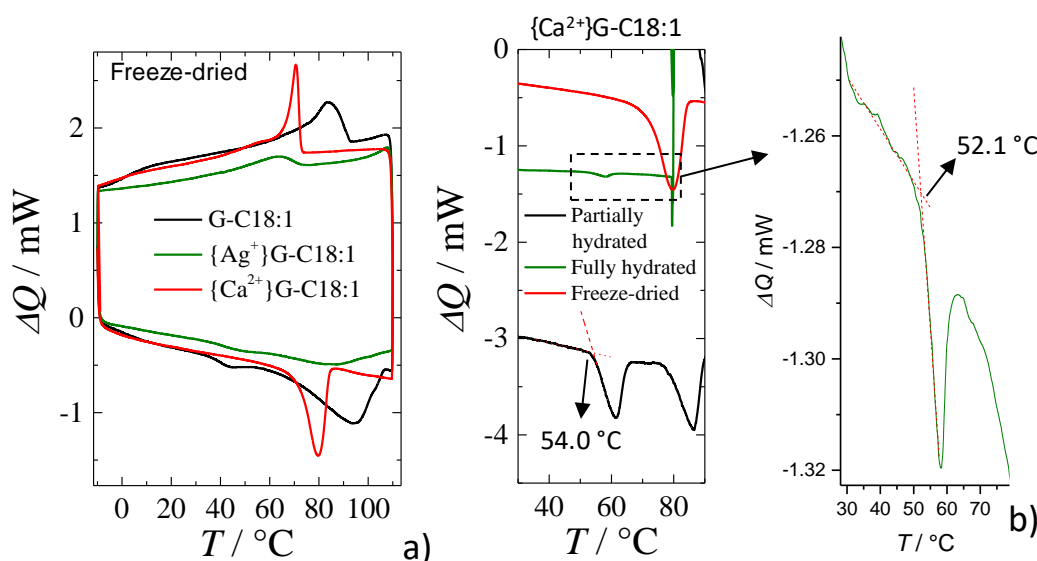 Freeze-dried
ΔQ / mW
2
1
0
-1
G-C18:1
{Ag⁺}G-C18:1
{Ca²⁺}G-C18:1
0 20 40 60 80 100
T / °C
a)
{Ca²⁺}G-C18:1
ΔQ / mW
0
-1
-2
-3
-4
Partially
hydrated
Fully hydrated
Freeze-dried
54.0 °C
40 60 80
T / °C
ΔQ / mW
-1.26
-1.28
-1.30
-1.32
52.1 °C
30 40 50 60 70
T / °C
b)